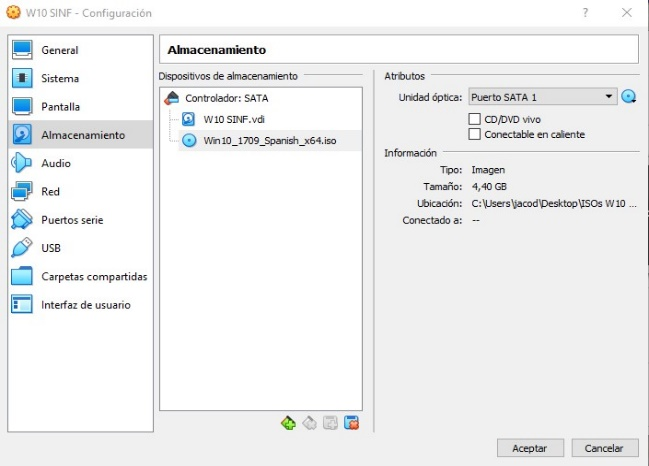 W10 SINF - Configuración
?
General
Sistema
Pantalla
Almacenamiento
Audio
Red
Puertos serie
USB
Carpetas compartidas
Interfaz de usuario
Almacenamiento
Dispositivos de almacenamiento
Controlador: SATA
W10 SINF.vdi
Win10_1709_Spanish_x64.iso
Atributos
Unidad óptica: Puerto SATA 1
CD/DVD vivo
Conectable en caliente
Información
Tipo: Imagen
Tamaño: 4,40 GB
Ubicación: C:\Users\jacod\Desktop\ISOs W10 ...
Conectado a: --
Aceptar
Cancelar